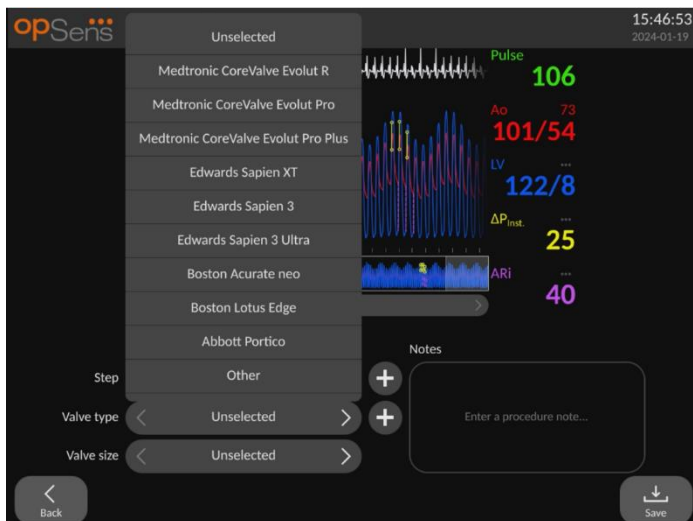 opSens
15:46:53
2024-01-19
Unselected
Medtronic CoreValve Evolut R
Medtronic CoreValve Evolut Pro
Medtronic CoreValve Evolut Pro Plus
Edwards Sapien XT
Edwards Sapien 3
Edwards Sapien 3 Ultra
Boston Acurate neo
Boston Lotus Edge
Abbott Portico
Other
Pulse
106
Ao 73
101/54
LV ---
122/8
ΔPInst. ---
25
ARi ---
40
Step
Valve type Unselected
Valve size Unselected
Notes
Enter a procedure note...
Back
Save